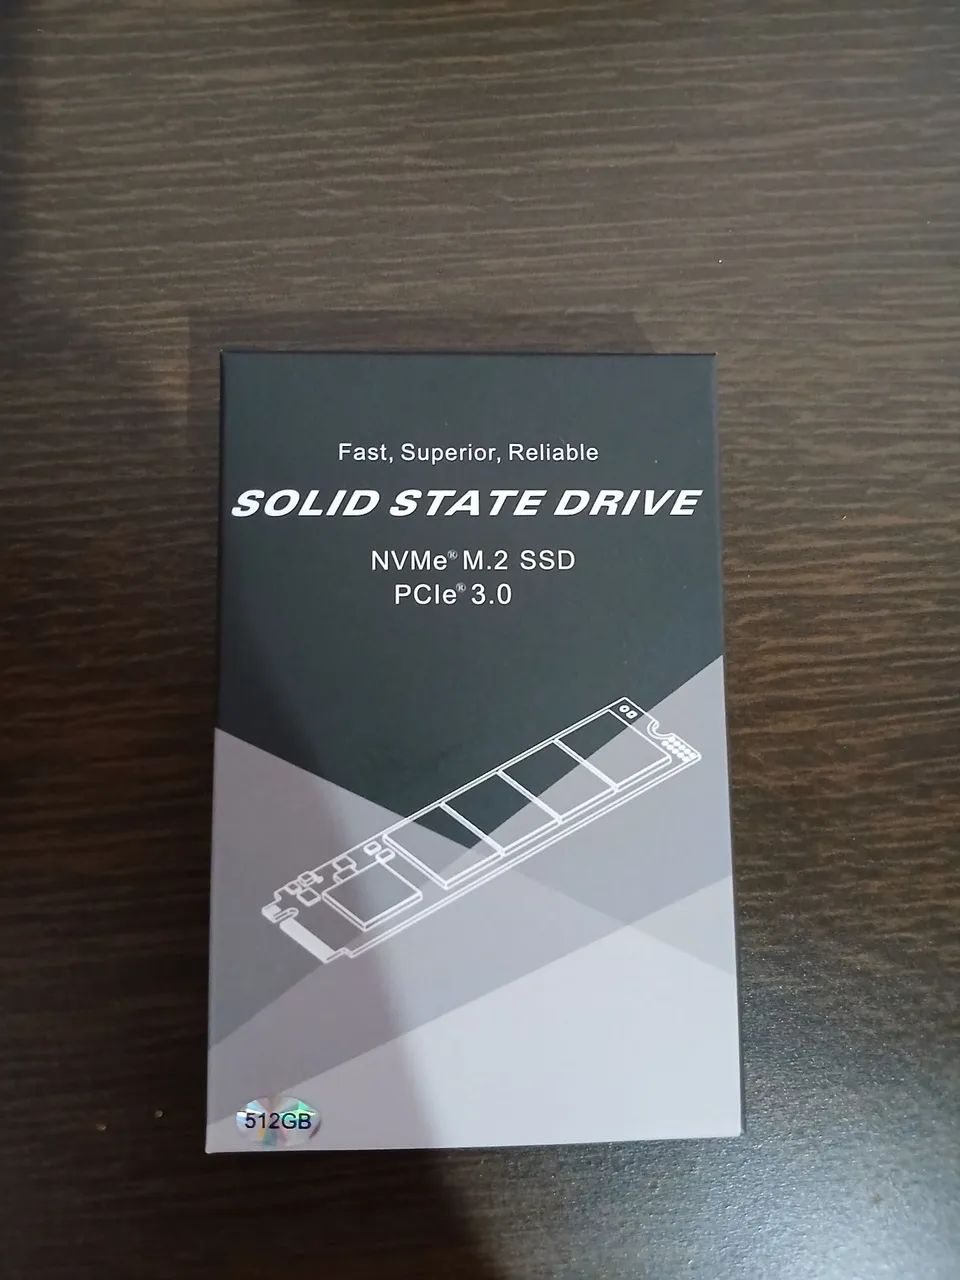 Fast, Superior, Reliable
SOLID STATE DRIVE
NVMe® M.2 SSD
PCIe® 3.0
512GB